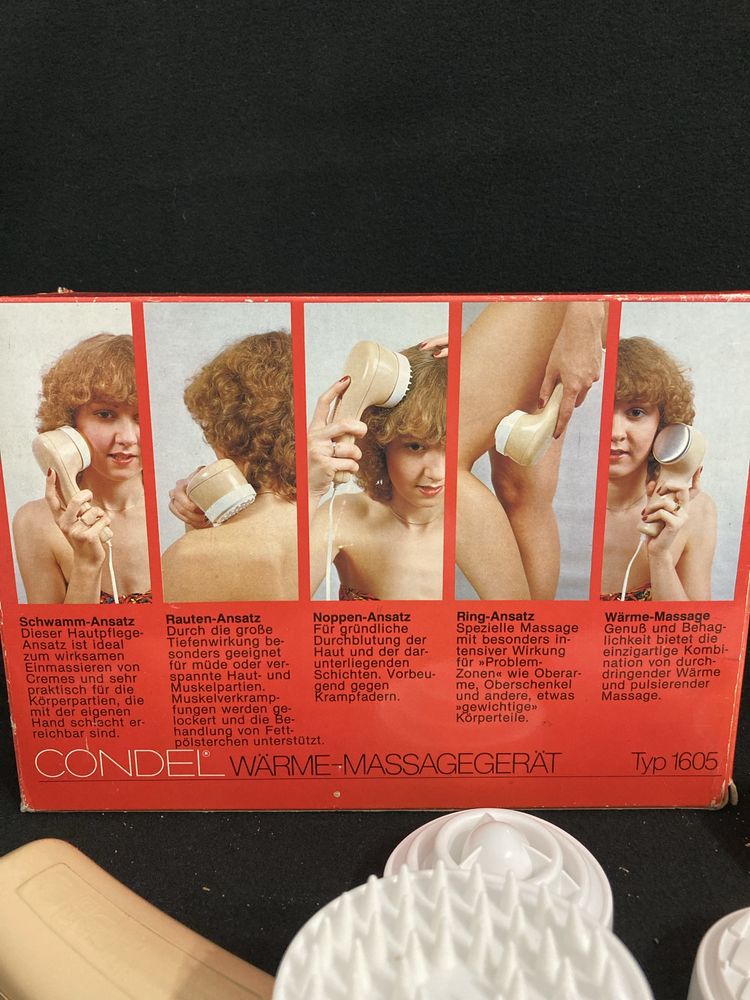 Schwamm-Ansatz
Dieser Hautpflege-
Ansatz ist ideal
zum wirksamen
Einmassieren von
Cremes und sehr
praktisch für die
Körperpartien, die
mit der eigenen
Hand schlecht er-
reichbar sind.
Rauten-Ansatz
Durch die große
Tiefenwirkung be-
sonders geeignet
für müde oder ver-
spannte Haut- und
Muskelpartien.
Muskelverkramp-
fungen werden ge-
lockert und die Be-
handlung von Fett-
pölsterchen unterstützt.
Noppen-Ansatz
Für gründliche
Durchblutung der
Haut und der dar-
unterliegenden
Schichten. Vorbeu-
gend gegen
Krampfadern.
Ring-Ansatz
Spezielle Massage
mit besonders in-
tensiver Wirkung
für »Problem-
Zonen« wie Oberar-
me, Oberschenkel
und andere, etwas
»gewichtige«
Körperteile.
Wärme-Massage
Genuß und Behag-
lichkeit bietet die
einzigartige Kombi-
nation von durch-
dringender Wärme
und pulsierender
Massage.
CONDEL® WÄRME-MASSAGEGERÄT Typ 1605